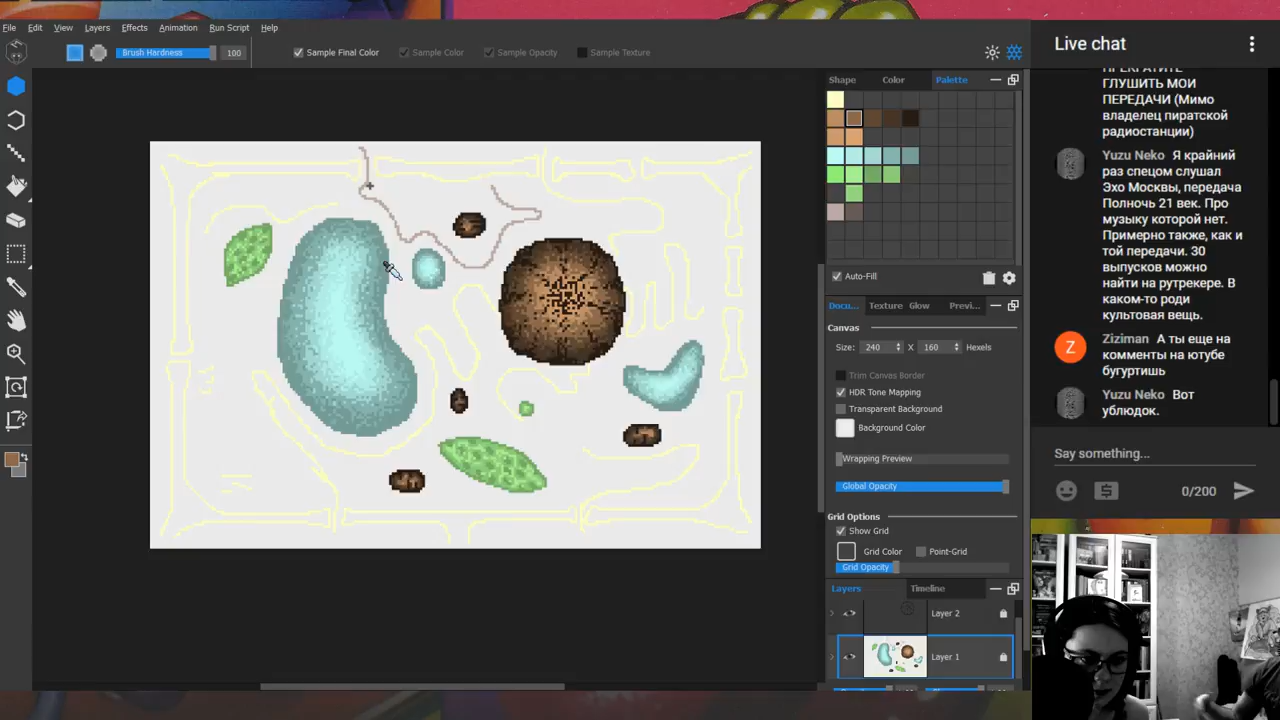 File Edit View Layers Effects Animation Run Script Help
Brush Hardness 100 Sample Final Color Sample Color Sample Opacity Sample Texture
Shape Color Palette
Auto-Fill
Docu... Texture Glow Previ...
Canvas
Size: 240 X 160 Hexels
Trim Canvas Border
HDR Tone Mapping
Transparent Background
Background Color
Wrapping Preview
Global Opacity
Grid Options
Show Grid
Grid Color Point-Grid
Grid Opacity
Layers Timeline
Layer 2
Layer 1
Live chat
ПРЕКРАТИТЕ
ГЛУШИТЬ МОИ
ПЕРЕДАЧИ (Мимо
владелец пиратской
радиостанции)
Yuzu Neko Я крайний
раз спецом слушал
Эхо Москвы, передача
Полночь 21 век. Про
музыку которой нет.
Примерно также, как и
той передачи. 30
выпусков можно
найти на рутрекере. В
каком-то роди
культовая вещь.
Ziziman А ты еще на
комменты на ютубе
бугуртишь
Yuzu Neko Вот
ублюдок.
Say something...
0/200